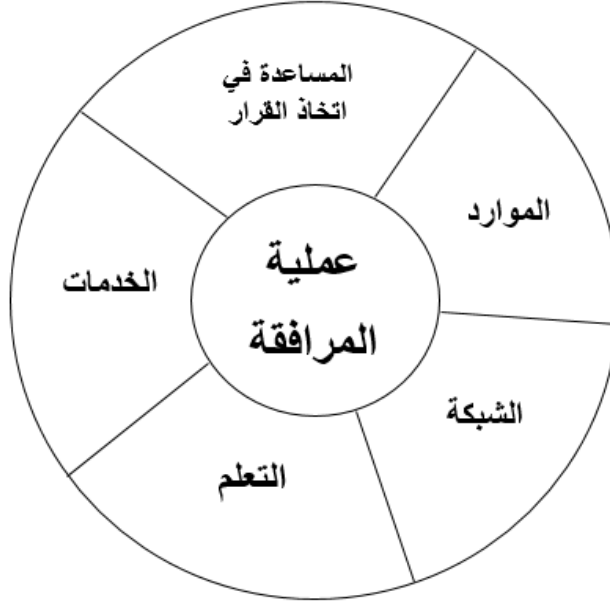 المساعدة في
اتخاذ القرار
الموارد
الشبكة
التعلم
الخدمات
عملية
المرافقة